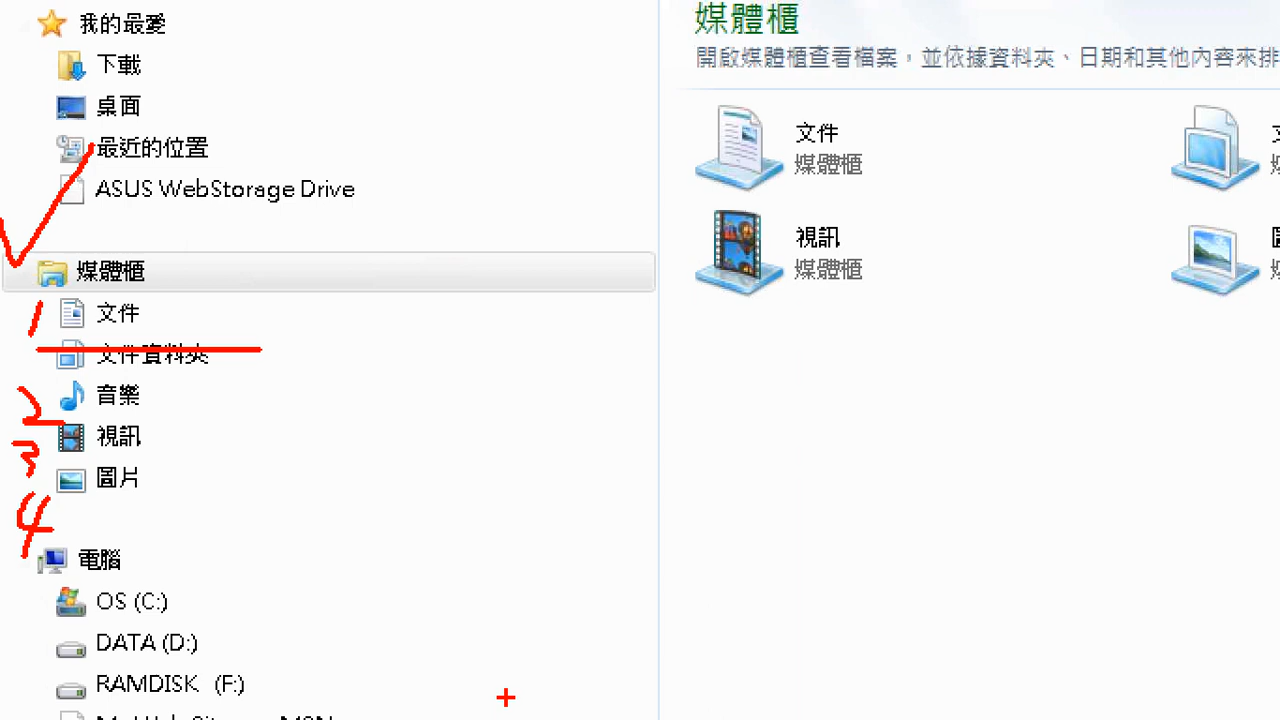 我的最愛
下載
桌面
最近的位置
ASUS WebStorage Drive
媒體櫃
1
文件
文件資料夾
2
音樂
3
視訊
4
圖片
電腦
OS (C:)
DATA (D:)
RAMDISK (F:)
媒體櫃
開啟媒體櫃查看檔案，並依據資料夾、日期和其他內容來排
文件
媒體櫃
視訊
媒體櫃